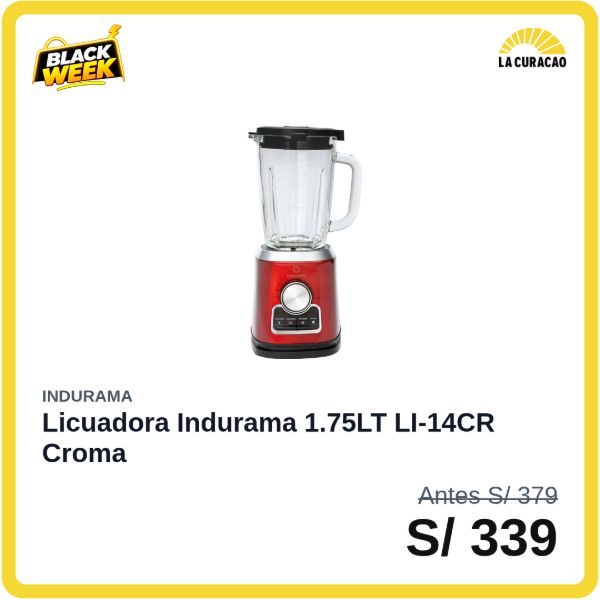 BLACK
WEEK
LA CURACAO
INDURAMA
Licuadora Indurama 1.75LT LI-14CR
Croma
Antes S/ 379
S/ 339